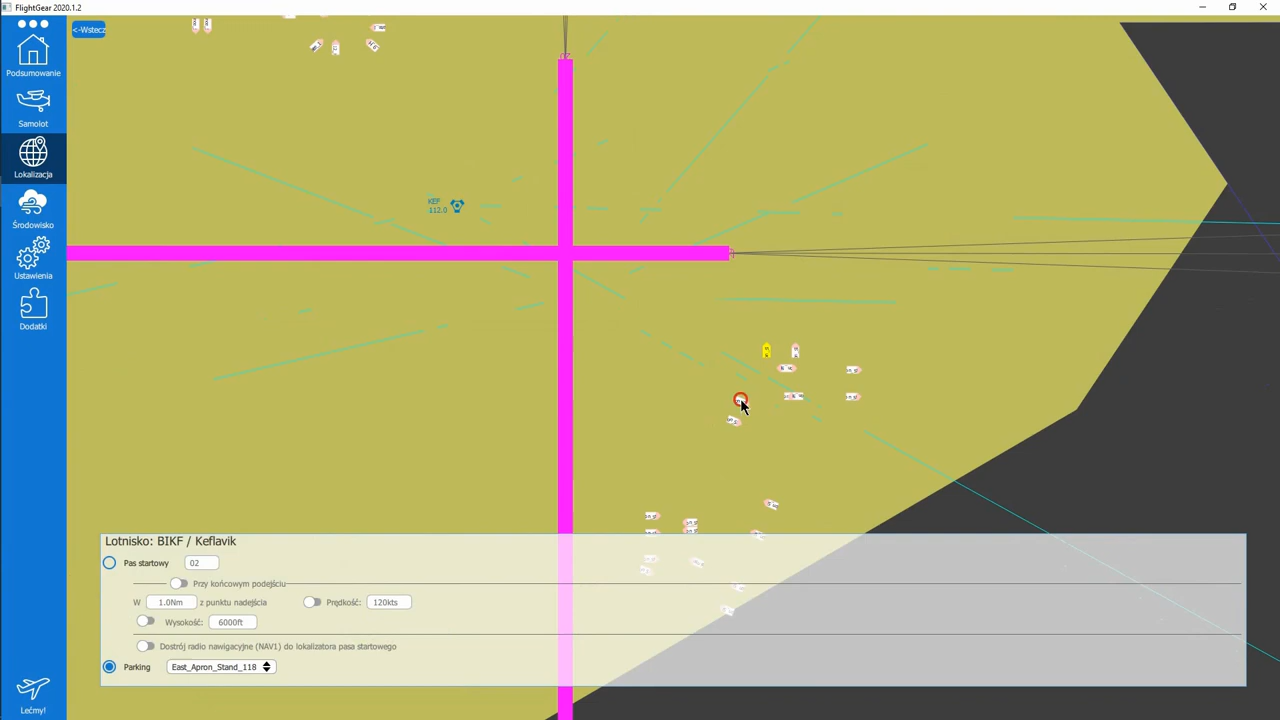 FlightGear 2020.1.2
<-Wstecz
Podsumowanie
Samolot
Lokalizacja
Środowisko
Ustawienia
Dodatki
Lećmy!
KEF
112.0
Lotnisko: BIKF / Keflavik
Pas startowy 02
Przy końcowym podejściu
W 1.0Nm z punktu nadejścia Prędkość: 120kts
Wysokość: 6000ft
Dostrój radio nawigacyjne (NAV1) do lokalizatora pasa startowego
Parking East_Apron_Stand_118